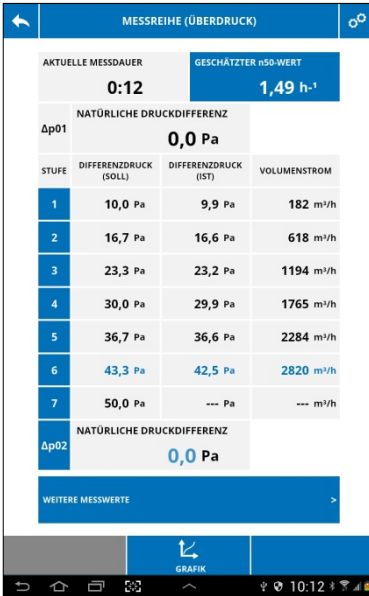 MESSREIHE (ÜBERDRUCK)
AKTUELLE MESSDAUER
GESCHÄTZTER n50-WERT
0:12
1,49 h-¹
Δp01
NATÜRLICHE DRUCKDIFFERENZ
0,0 Pa
STUFE DIFFERENZDRUCK (SOLL) DIFFERENZDRUCK (IST) VOLUMENSTROM
1 10,0 Pa 9,9 Pa 182 m³/h
2 16,7 Pa 16,6 Pa 618 m³/h
3 23,3 Pa 23,2 Pa 1194 m³/h
4 30,0 Pa 29,9 Pa 1765 m³/h
5 36,7 Pa 36,6 Pa 2284 m³/h
6 43,3 Pa 42,5 Pa 2820 m³/h
7 50,0 Pa --- Pa --- m³/h
Δp02
NATÜRLICHE DRUCKDIFFERENZ
0,0 Pa
WEITERE MESSWERTE >
GRAFIK
10:12